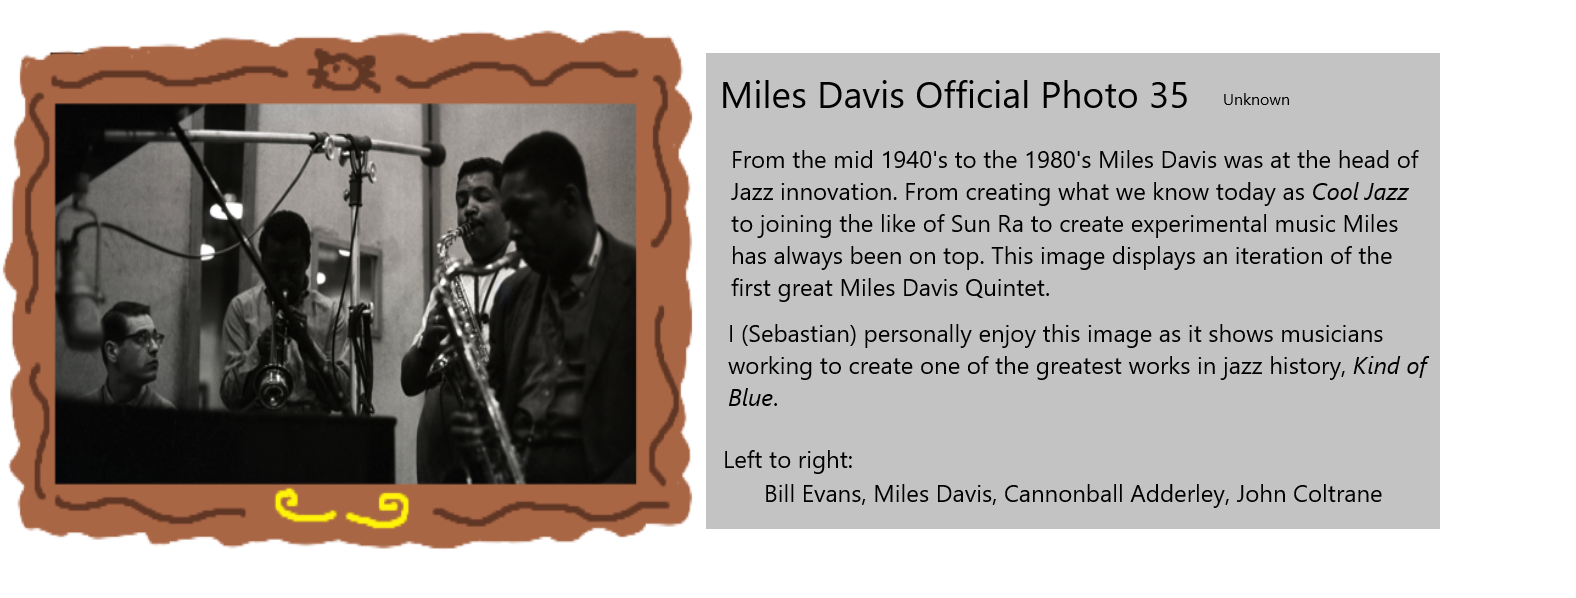 Miles Davis Official Photo 35 Unknown
From the mid 1940's to the 1980's Miles Davis was at the head of
Jazz innovation. From creating what we know today as Cool Jazz
to joining the like of Sun Ra to create experimental music Miles
has always been on top. This image displays an iteration of the
first great Miles Davis Quintet.
I (Sebastian) personally enjoy this image as it shows musicians
working to create one of the greatest works in jazz history, Kind of
Blue.
Left to right:
Bill Evans, Miles Davis, Cannonball Adderley, John Coltrane